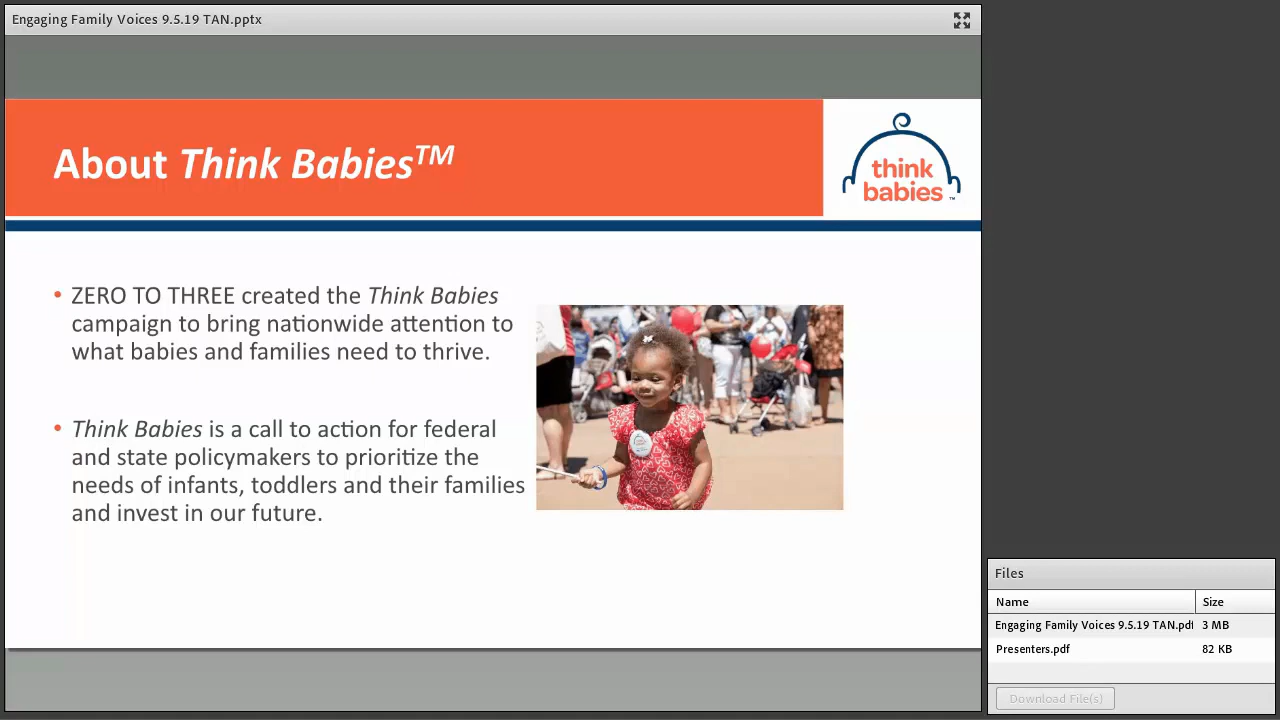 Engaging Family Voices 9.5.19 TAN.pptx
About Think Babies™
think
babies™
• ZERO TO THREE created the Think Babies
campaign to bring nationwide attention to
what babies and families need to thrive.
• Think Babies is a call to action for federal
and state policymakers to prioritize the
needs of infants, toddlers and their families
and invest in our future.
Files
Name Size
Engaging Family Voices 9.5.19 TAN.pdf 3 MB
Presenters.pdf 82 KB
Download File(s)